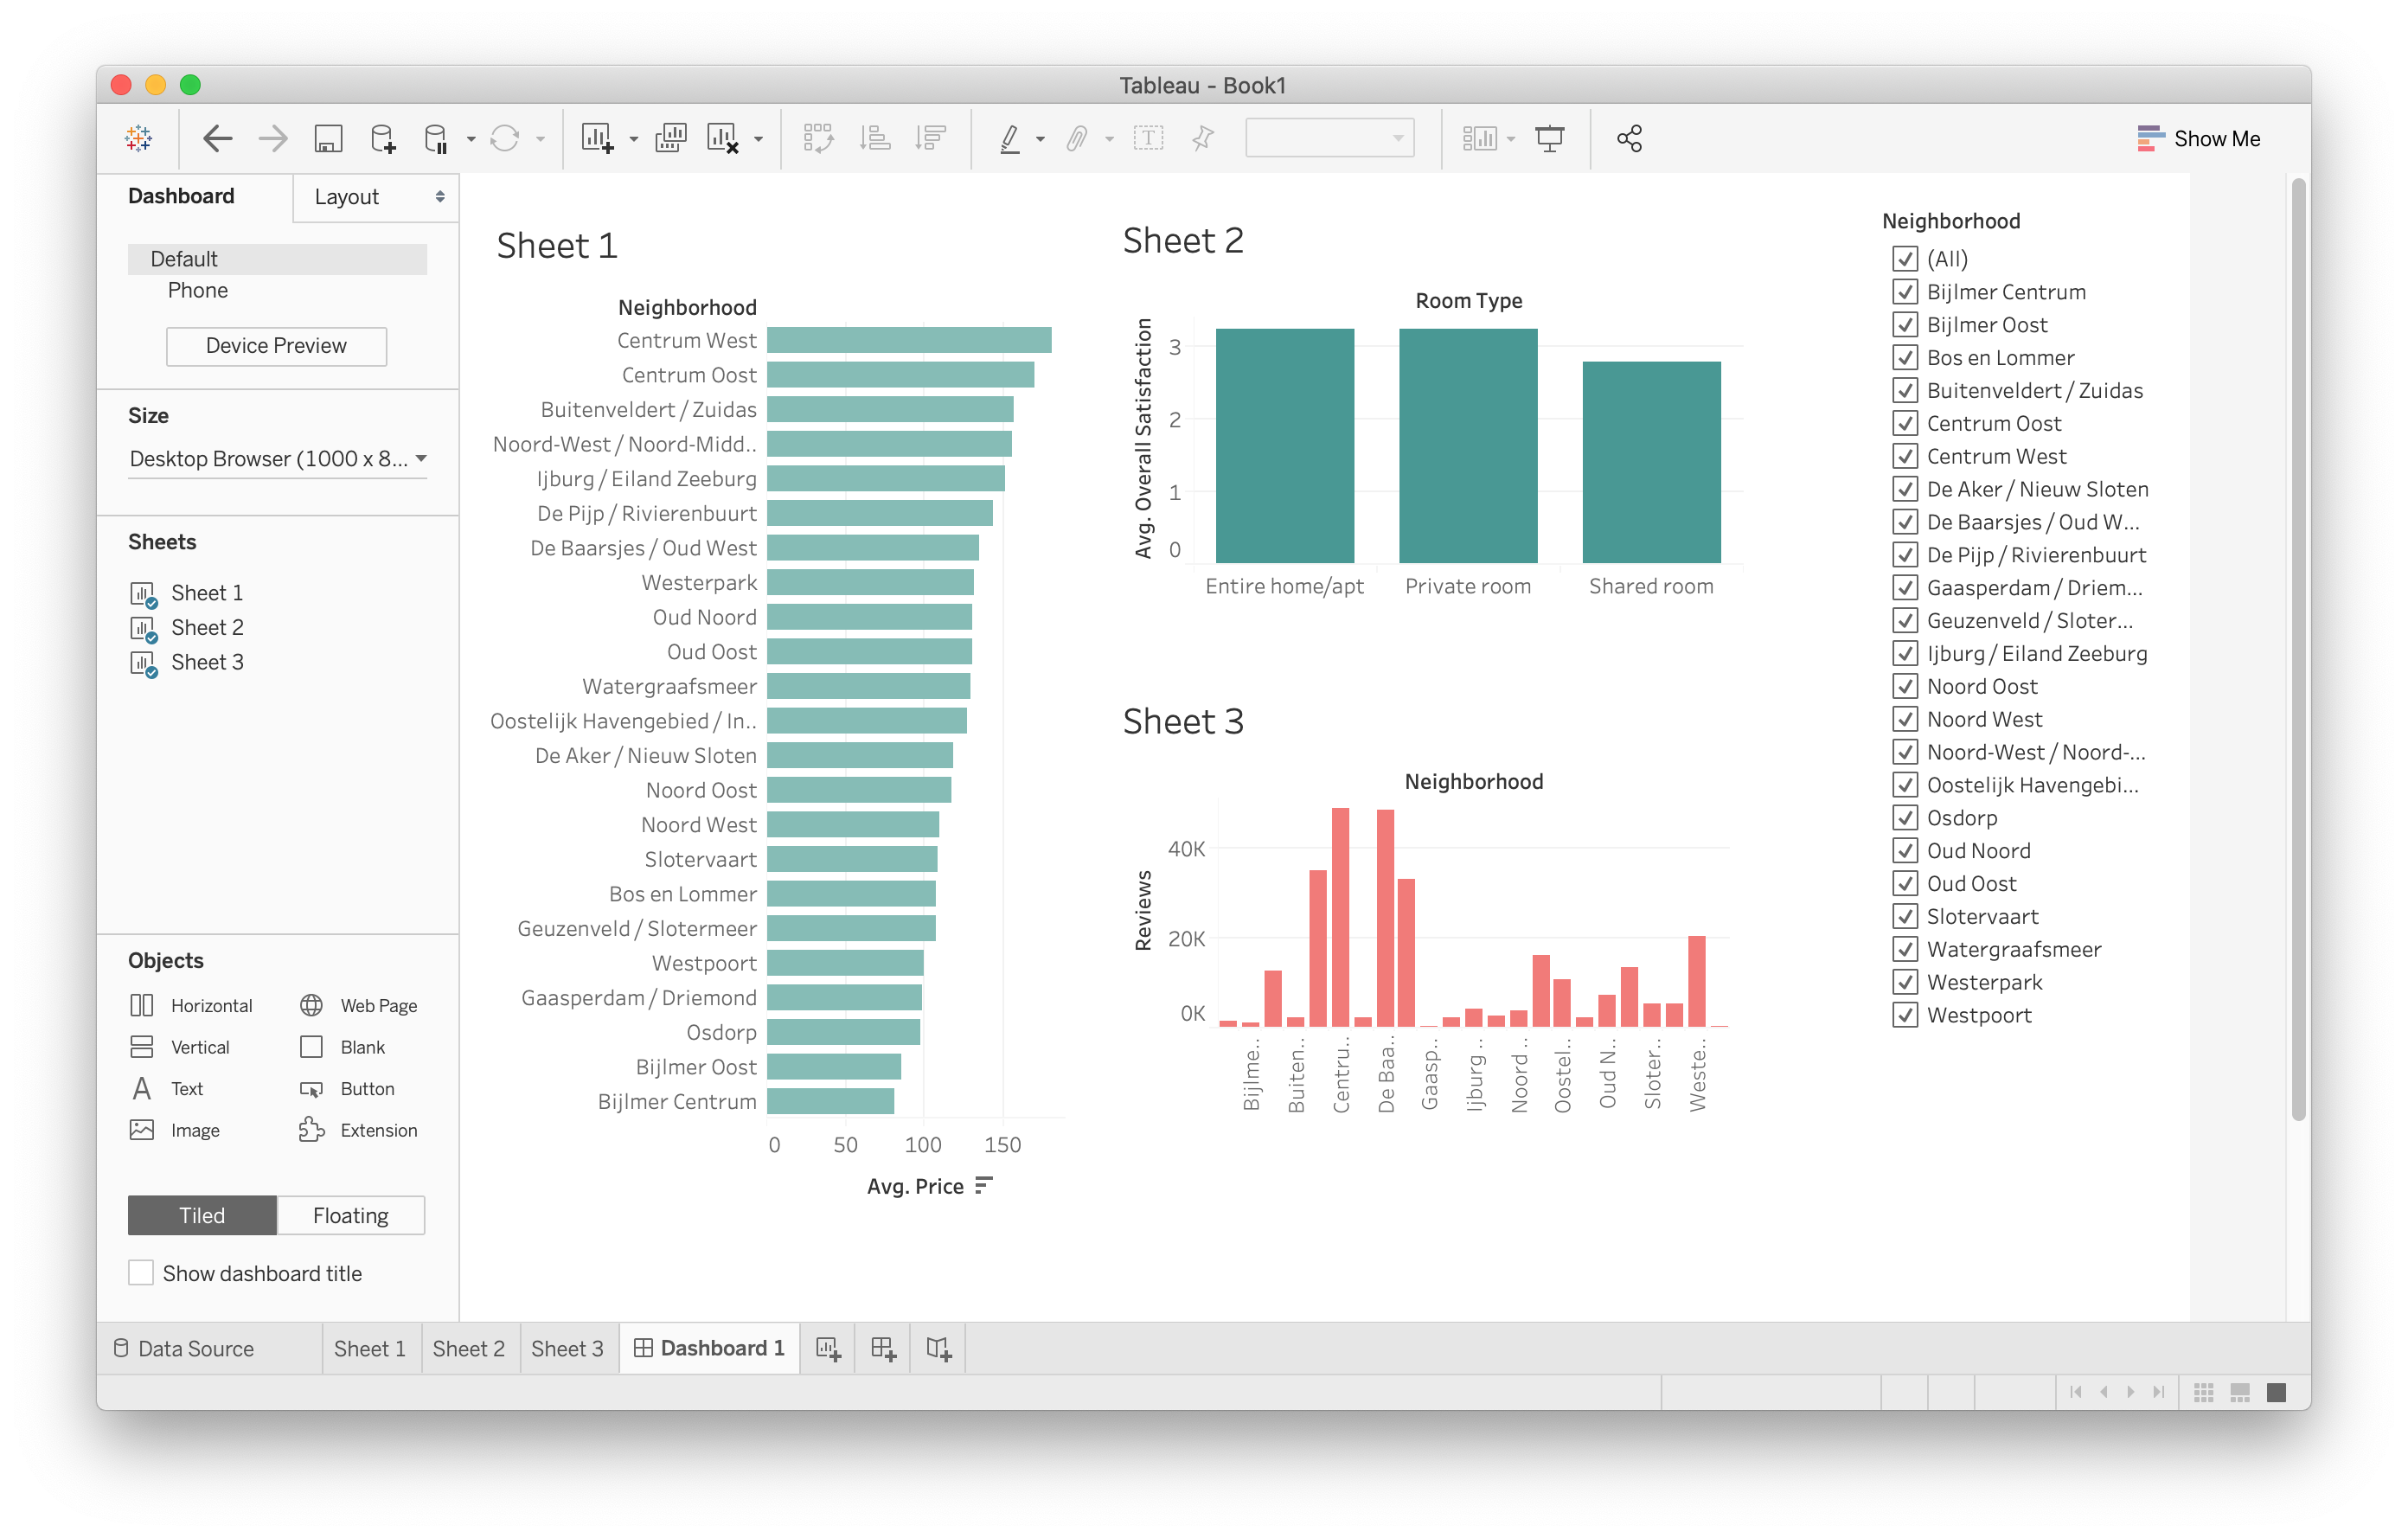 Tableau - Book1
Show Me
Dashboard
Layout
Default
Phone
Device Preview
Size
Desktop Browser (1000 x 8...
Sheets
Sheet 1
Sheet 2
Sheet 3
Objects
Horizontal
Web Page
Vertical
Blank
Text
Button
Image
Extension
Tiled
Floating
Show dashboard title
Sheet 1
Neighborhood
Centrum West
Centrum Oost
Buitenveldert / Zuidas
Noord-West / Noord-Midd..
Ijburg / Eiland Zeeburg
De Pijp / Rivierenbuurt
De Baarsjes / Oud West
Westerpark
Oud Noord
Oud Oost
Watergraafsmeer
Oostelijk Havengebied / In..
De Aker / Nieuw Sloten
Noord Oost
Noord West
Slotervaart
Bos en Lommer
Geuzenveld / Slotermeer
Westpoort
Gaasperdam / Driemond
Osdorp
Bijlmer Oost
Bijlmer Centrum
0 50 100 150
Avg. Price
Sheet 2
Room Type
Avg. Overall Satisfaction
3
2
1
0
Entire home/apt Private room Shared room
Sheet 3
Neighborhood
Reviews
40K
20K
0K
Bijlme..
Buiten..
Centru..
De Baa..
Gaasp..
Ijburg ..
Noord ..
Oostel..
Oud N..
Sloter..
Weste..
Neighborhood
(All)
Bijlmer Centrum
Bijlmer Oost
Bos en Lommer
Buitenveldert / Zuidas
Centrum Oost
Centrum West
De Aker / Nieuw Sloten
De Baarsjes / Oud W...
De Pijp / Rivierenbuurt
Gaasperdam / Driem...
Geuzenveld / Sloter...
Ijburg / Eiland Zeeburg
Noord Oost
Noord West
Noord-West / Noord-...
Oostelijk Havengebi...
Osdorp
Oud Noord
Oud Oost
Slotervaart
Watergraafsmeer
Westerpark
Westpoort
Data Source
Sheet 1
Sheet 2
Sheet 3
Dashboard 1